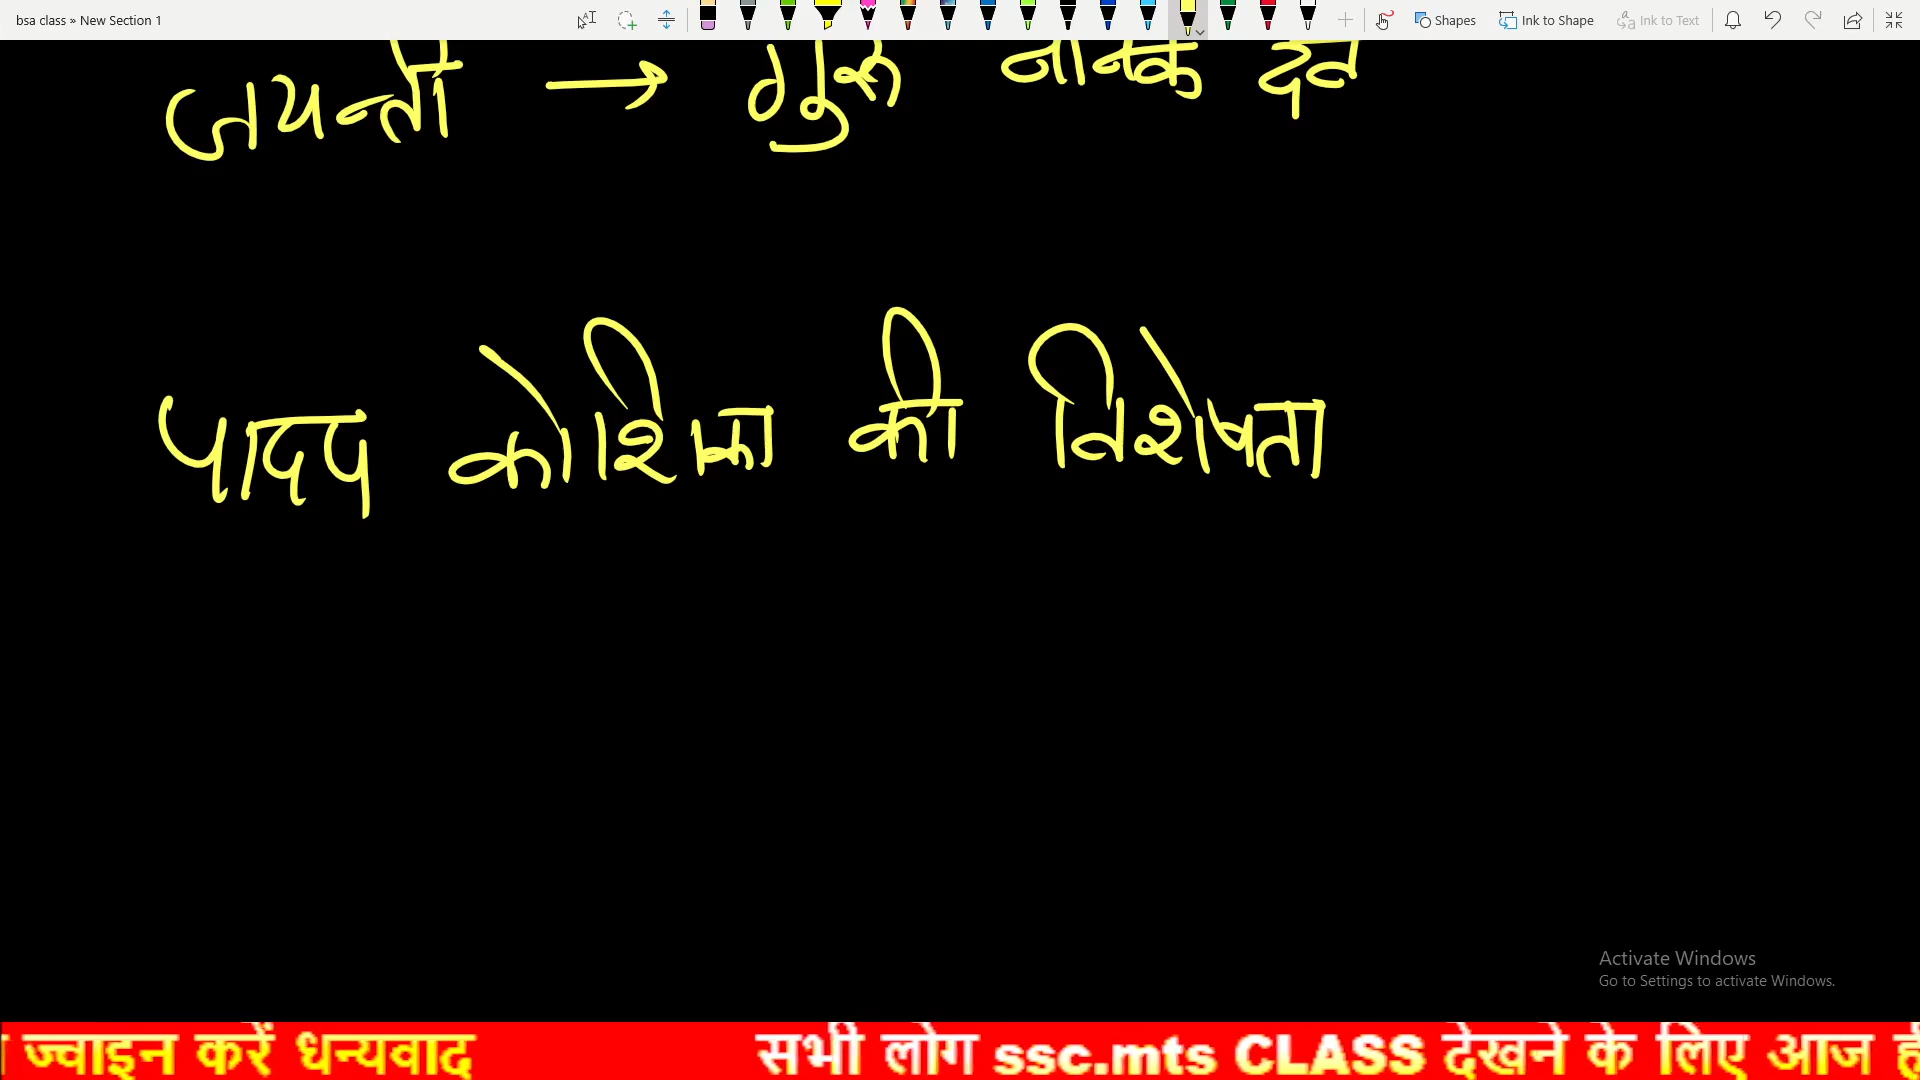 bsa class » New Section 1
Shapes Ink to Shape Ink to Text
जयन्ती → गुरु नानक देव
पादप कोशिका की विशेषता
Activate Windows
Go to Settings to activate Windows.
ज्वाइन करें धन्यवाद सभी लोग ssc.mts CLASS देखने के लिए आज